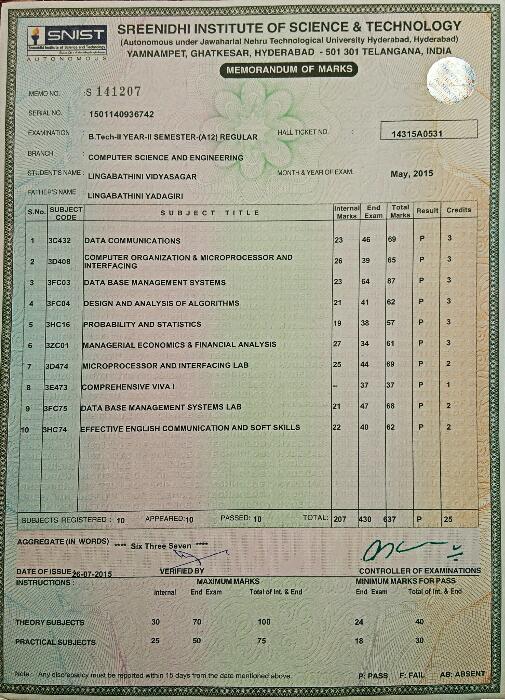 SNIST
Sreenidhi Institute of Science and Technology
AUTONOMOUS
SREENIDHI INSTITUTE OF SCIENCE & TECHNOLOGY
(Autonomous under Jawaharlal Nehru Technological University Hyderabad, Hyderabad)
YAMNAMPET, GHATKESAR, HYDERABAD - 501 301 TELANGANA, INDIA
MEMORANDUM OF MARKS
MEMO NO. : S 141207
SERIAL NO. : 1501140936742
EXAMINATION : B.Tech-II YEAR-II SEMESTER-(A12) REGULAR HALL TICKET NO. : 14315A0531
BRANCH : COMPUTER SCIENCE AND ENGINEERING
STUDENT'S NAME : LINGABATHINI VIDYASAGAR MONTH & YEAR OF EXAM. May, 2015
FATHER'S NAME : LINGABATHINI YADAGIRI
S.No. SUBJECT CODE SUBJECT TITLE Internal Marks End Exam Total Marks Result Credits
1 3C432 DATA COMMUNICATIONS 23 46 69 P 3
2 3D408 COMPUTER ORGANIZATION & MICROPROCESSOR AND INTERFACING 26 39 65 P 3
3 3FC03 DATA BASE MANAGEMENT SYSTEMS 23 64 87 P 3
4 3FC04 DESIGN AND ANALYSIS OF ALGORITHMS 21 41 62 P 3
5 3HC16 PROBABILITY AND STATISTICS 19 38 57 P 3
6 3ZC01 MANAGERIAL ECONOMICS & FINANCIAL ANALYSIS 27 34 61 P 3
7 3D474 MICROPROCESSOR AND INTERFACING LAB 25 44 69 P 2
8 3E473 COMPREHENSIVE VIVA I -- 37 37 P 1
9 3FC75 DATA BASE MANAGEMENT SYSTEMS LAB 21 47 68 P 2
10 3HC74 EFFECTIVE ENGLISH COMMUNICATION AND SOFT SKILLS 22 40 62 P 2
SUBJECTS REGISTERED : 10 APPEARED: 10 PASSED: 10 TOTAL: 207 430 637 P 25
AGGREGATE (IN WORDS) **** Six Three Seven ****
DATE OF ISSUE : 26-07-2015 VERIFIED BY CONTROLLER OF EXAMINATIONS
INSTRUCTIONS : MAXIMUM MARKS MINIMUM MARKS FOR PASS
Internal End Exam Total of Int. & End End Exam Total of Int. & End
THEORY SUBJECTS 30 70 100 24 40
PRACTICAL SUBJECTS 25 50 75 18 30
Note : Any discrepancy must be reported within 15 days from the date mentioned above. P: PASS F: FAIL AB: ABSENT